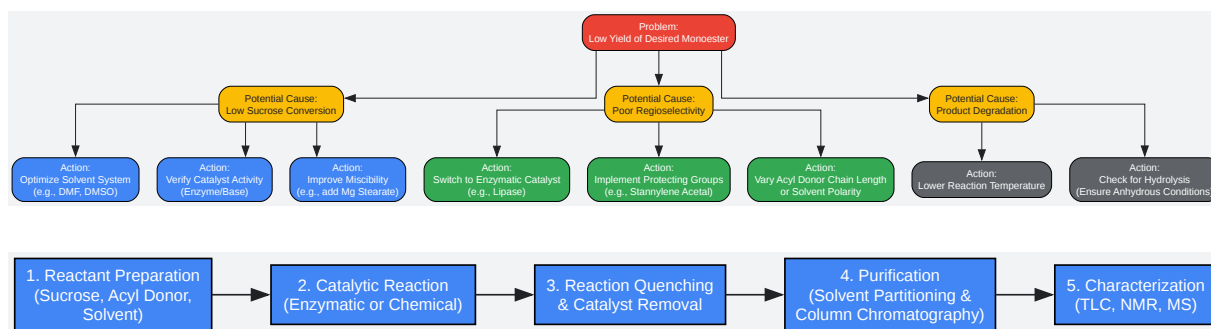 Problem:
Low Yield of Desired Monoester
Potential Cause:
Low Sucrose Conversion
Potential Cause:
Poor Regioselectivity
Potential Cause:
Product Degradation
Action:
Optimize Solvent System
(e.g., DMF, DMSO)
Action:
Verify Catalyst Activity
(Enzyme/Base)
Action:
Improve Miscibility
(e.g., add Mg Stearate)
Action:
Switch to Enzymatic Catalyst
(e.g., Lipase)
Action:
Implement Protecting Groups
(e.g., Stannylene Acetal)
Action:
Vary Acyl Donor Chain Length
or Solvent Polarity
Action:
Lower Reaction Temperature
Action:
Check for Hydrolysis
(Ensure Anhydrous Conditions)
1. Reactant Preparation
(Sucrose, Acyl Donor,
Solvent)
2. Catalytic Reaction
(Enzymatic or Chemical)
3. Reaction Quenching
& Catalyst Removal
4. Purification
(Solvent Partitioning &
Column Chromatography)
5. Characterization
(TLC, NMR, MS)